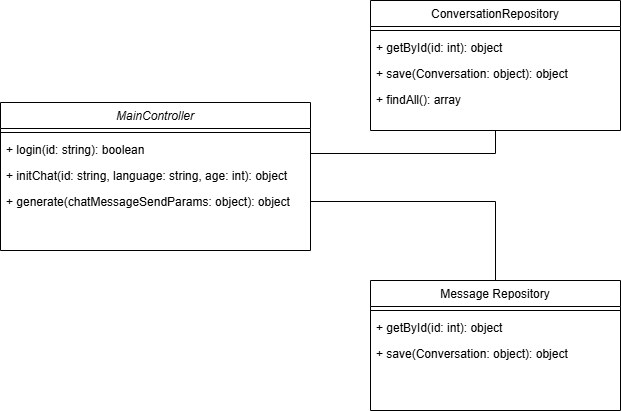 ConversationRepository
+ getById(id: int): object
+ save(Conversation: object): object
+ findAll(): array
MainController
+ login(id: string): boolean
+ initChat(id: string, language: string, age: int): object
+ generate(chatMessageSendParams: object): object
Message Repository
+ getById(id: int): object
+ save(Conversation: object): object